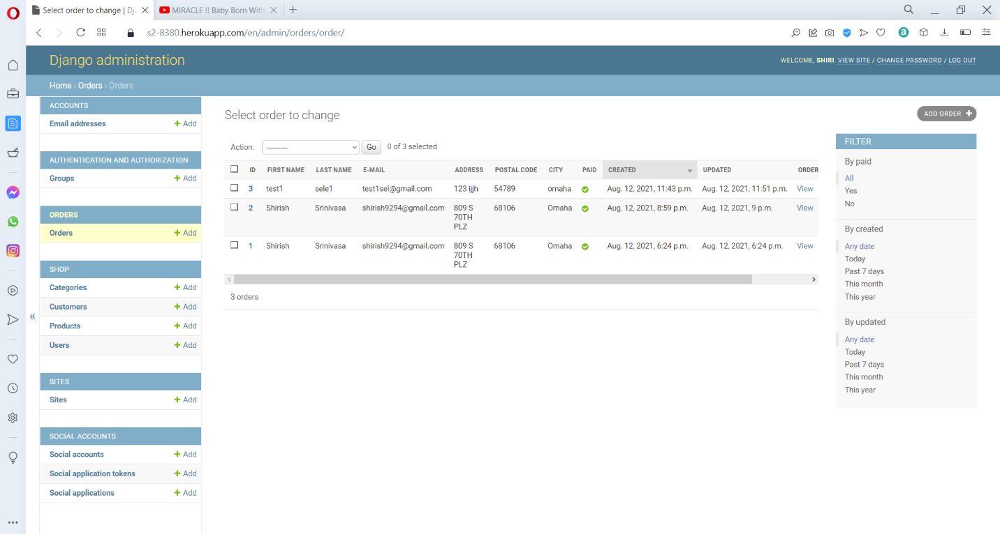 Select order to change | Dj
MIRACLE !! Baby Born With
s2-8380.herokuapp.com/en/admin/orders/order/
Django administration
WELCOME, SHIRI. VIEW SITE / CHANGE PASSWORD / LOG OUT
Home › Orders › Orders
ACCOUNTS
Email addresses + Add
AUTHENTICATION AND AUTHORIZATION
Groups + Add
ORDERS
Orders + Add
SHOP
Categories + Add
Customers + Add
Products + Add
Users + Add
SITES
Sites + Add
SOCIAL ACCOUNTS
Social accounts + Add
Social application tokens + Add
Social applications + Add
«
Select order to change
ADD ORDER +
Action: --------- Go 0 of 3 selected
ID FIRST NAME LAST NAME E-MAIL ADDRESS POSTAL CODE CITY PAID CREATED UPDATED ORDER
3 test1 sele1 test1sel@gmail.com 123 ijjh 54789 omaha Aug. 12, 2021, 11:43 p.m. Aug. 12, 2021, 11:51 p.m. View
2 Shirish Srinivasa shirish9294@gmail.com 809 S 68106 Omaha Aug. 12, 2021, 8:59 p.m. Aug. 12, 2021, 9 p.m. View
70TH
PLZ
1 Shirish Srinivasa shirish9294@gmail.com 809 S 68106 Omaha Aug. 12, 2021, 6:24 p.m. Aug. 12, 2021, 6:24 p.m. View
70TH
PLZ
3 orders
FILTER
By paid
All
Yes
No
By created
Any date
Today
Past 7 days
This month
This year
By updated
Any date
Today
Past 7 days
This month
This year